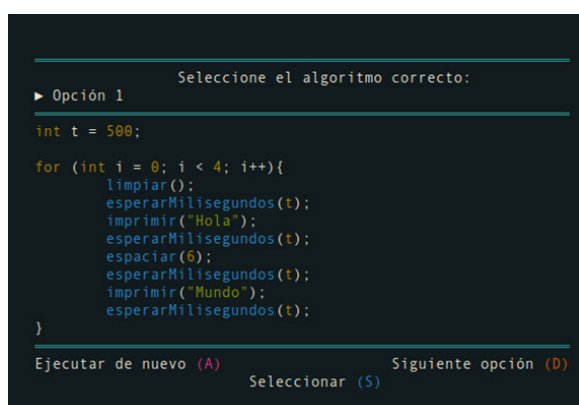 Seleccione el algoritmo correcto:
► Opción 1
int t = 500;
for (int i = 0; i < 4; i++){
limpiar();
esperarMilisegundos(t);
imprimir("Hola");
esperarMilisegundos(t);
espaciar(6);
esperarMilisegundos(t);
imprimir("Mundo");
esperarMilisegundos(t);
}
Ejecutar de nuevo (A) Siguiente opción (D)
Seleccionar (S)